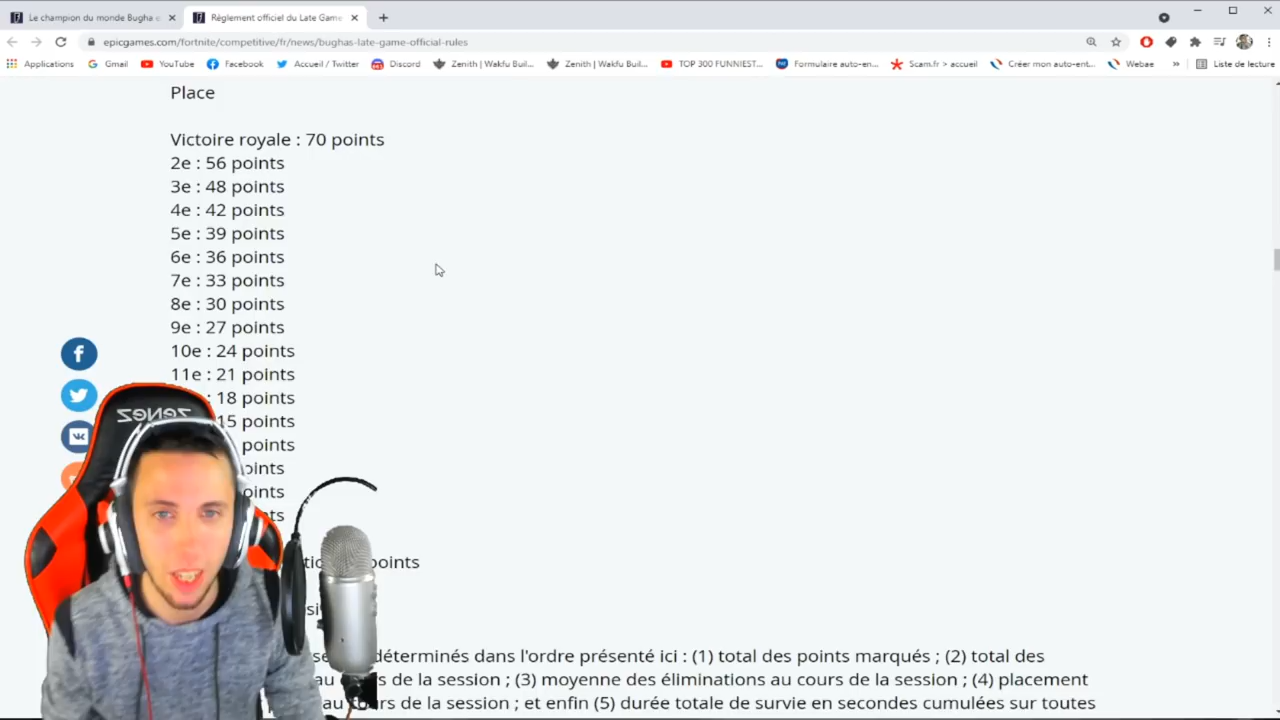 Le champion du monde Bugha e
Règlement officiel du Late Game
epicgames.com/fortnite/competitive/fr/news/bughas-late-game-official-rules
Applications Gmail YouTube Facebook Accueil / Twitter Discord Zenith | Wakfu Buil... Zenith | Wakfu Buil... TOP 300 FUNNIEST... Formulaire auto-en... Scam.fr > accueil Créer mon auto-ent... Webae » Liste de lecture
Place
Victoire royale : 70 points
2e : 56 points
3e : 48 points
4e : 42 points
5e : 39 points
6e : 36 points
7e : 33 points
8e : 30 points
9e : 27 points
10e : 24 points
11e : 21 points
: 18 points
15 points
points
points
points
points
déterminés dans l'ordre présenté ici : (1) total des points marqués ; (2) total des
au cours de la session ; (3) moyenne des éliminations au cours de la session ; (4) placement
au cours de la session ; et enfin (5) durée totale de survie en secondes cumulées sur toutes
ZENEZ